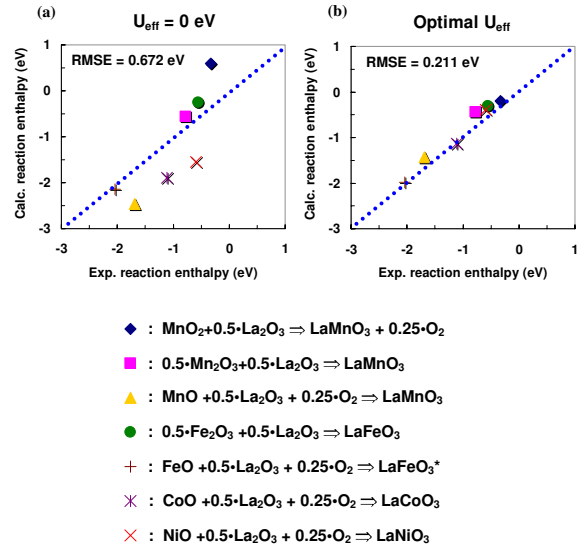 (a) U_eff = 0 eV
RMSE = 0.672 eV
Calc. reaction enthalpy (eV)
1
0
-1
-2
-3
-3 -2 -1 0 1
Exp. reaction enthalpy (eV)
(b) Optimal U_eff
RMSE = 0.211 eV
Calc. reaction enthalpy (eV)
1
0
-1
-2
-3
-3 -2 -1 0 1
Exp. reaction enthalpy (eV)
: MnO₂+0.5•La₂O₃ ⇒ LaMnO₃ + 0.25•O₂
: 0.5•Mn₂O₃+0.5•La₂O₃ ⇒ LaMnO₃
: MnO +0.5•La₂O₃ + 0.25•O₂ ⇒ LaMnO₃
: 0.5•Fe₂O₃ +0.5•La₂O₃ ⇒ LaFeO₃
: FeO +0.5•La₂O₃ + 0.25•O₂ ⇒ LaFeO₃*
: CoO +0.5•La₂O₃ + 0.25•O₂ ⇒ LaCoO₃
: NiO +0.5•La₂O₃ + 0.25•O₂ ⇒ LaNiO₃